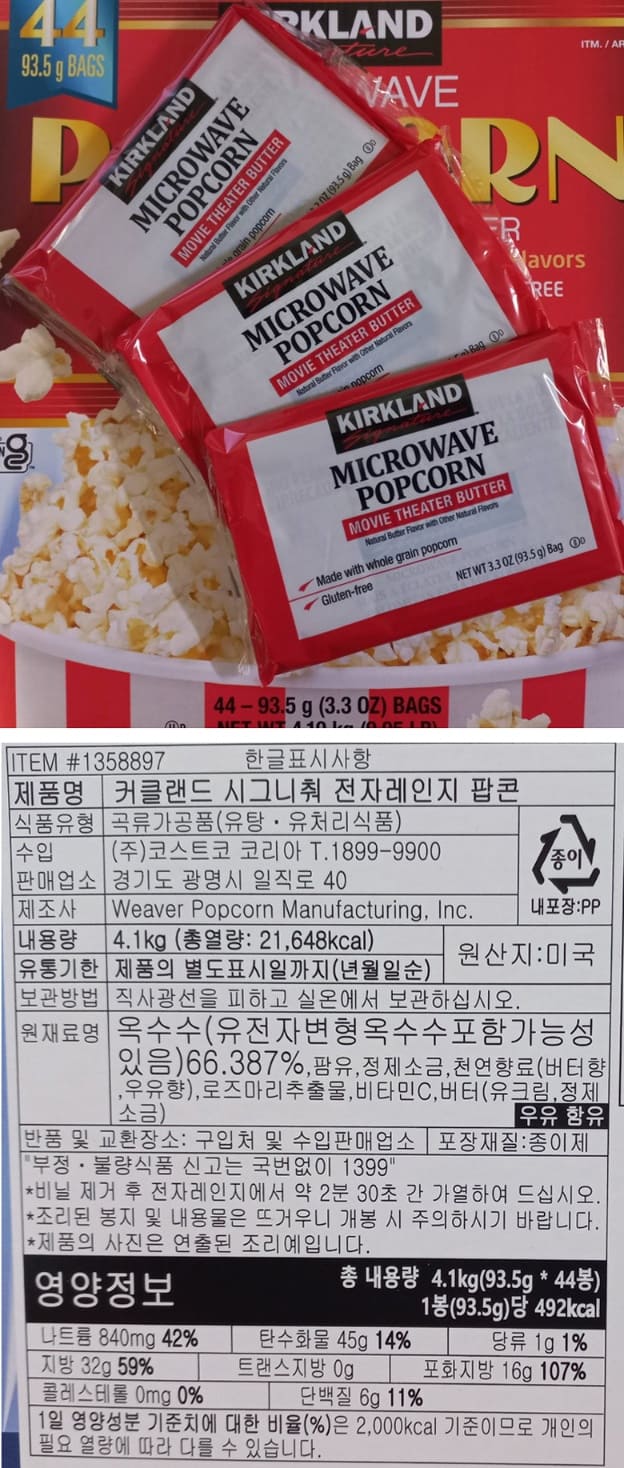 44
93.5 g BAGS
KIRKLAND
ITM. / AR
KIRKLAND
Signature
MICROWAVE
POPCORN
MOVIE THEATER BUTTER
Natural Butter Flavor with Other Natural Flavors
grain popcorn
OZ (93.5 g) Bag
KIRKLAND
Signature
MICROWAVE
POPCORN
MOVIE THEATER BUTTER
Natural Butter Flavor with Other Natural Flavors
popcorn
Bag
KIRKLAND
Signature
MICROWAVE
POPCORN
MOVIE THEATER BUTTER
Natural Butter Flavor with Other Natural Flavors
Made with whole grain popcorn
Gluten-free
NET WT 3.3 OZ (93.5 g) Bag
44 – 93.5 g (3.3 OZ) BAGS
ITEM #1358897 한글표시사항
제품명 커클랜드 시그니춰 전자레인지 팝콘
식품유형 곡류가공품(유탕・유처리식품)
수입 (주)코스트코 코리아 T.1899-9900
판매업소 경기도 광명시 일직로 40
종이
내포장:PP
제조사 Weaver Popcorn Manufacturing, Inc.
내용량 4.1kg (총열량: 21,648kcal)
원산지:미국
유통기한 제품의 별도표시일까지(년월일순)
보관방법 직사광선을 피하고 실온에서 보관하십시오.
원재료명 옥수수(유전자변형옥수수포함가능성
있음)66.387%,팜유,정제소금,천연향료(버터향
,우유향),로즈마리추출물,비타민C,버터(유크림,정제
소금)
우유 함유
반품 및 교환장소: 구입처 및 수입판매업소 포장재질:종이제
"부정・불량식품 신고는 국번없이 1399"
*비닐 제거 후 전자레인지에서 약 2분 30초 간 가열하여 드십시오.
*조리된 봉지 및 내용물은 뜨거우니 개봉 시 주의하시기 바랍니다.
*제품의 사진은 연출된 조리예입니다.
영양정보
총 내용량 4.1kg(93.5g * 44봉)
1봉(93.5g)당 492kcal
나트륨 840mg 42% 탄수화물 45g 14% 당류 1g 1%
지방 32g 59% 트랜스지방 0g 포화지방 16g 107%
콜레스테롤 0mg 0% 단백질 6g 11%
1일 영양성분 기준치에 대한 비율(%)은 2,000kcal 기준이므로 개인의
필요 열량에 따라 다를 수 있습니다.